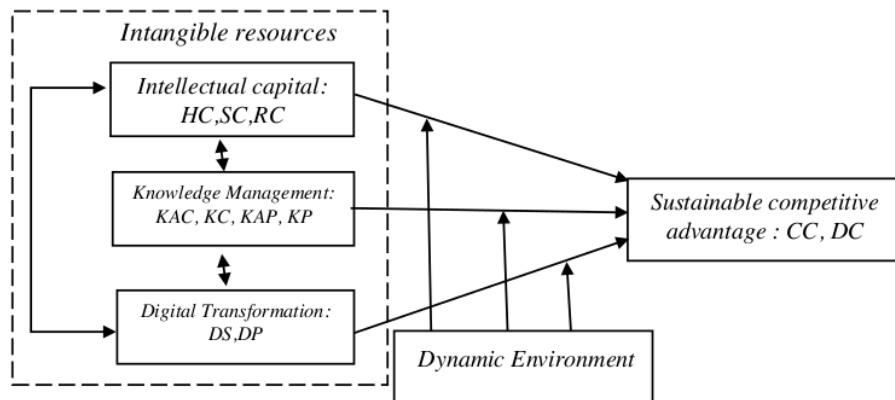 Intangible resources
Intellectual capital:
HC,SC,RC
Knowledge Management:
KAC, KC, KAP, KP
Digital Transformation:
DS,DP
Sustainable competitive
advantage : CC, DC
Dynamic Environment